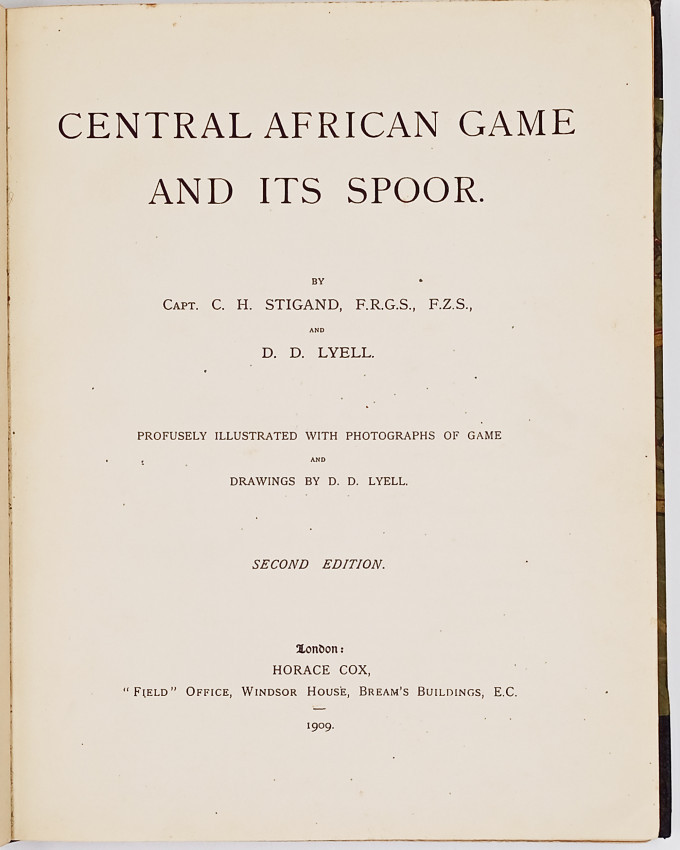 CENTRAL AFRICAN GAME
AND ITS SPOOR.
BY
CAPT. C. H. STIGAND, F.R.G.S., F.Z.S.,
AND
D. D. LYELL.
PROFUSELY ILLUSTRATED WITH PHOTOGRAPHS OF GAME
AND
DRAWINGS BY D. D. LYELL.
SECOND EDITION.
London:
HORACE COX,
"FIELD" OFFICE, WINDSOR HOUSE, BREAM'S BUILDINGS, E.C.
1909.